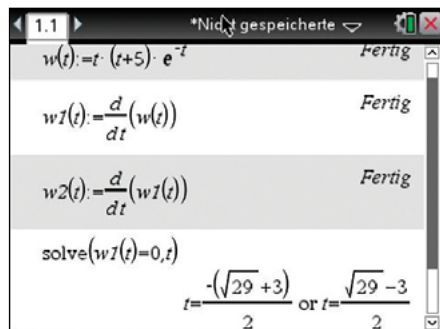 1.1 *Nicht gespeicherte
w(t):=t·(t+5)·e^-t Fertig
w1(t):=d/dt(w(t)) Fertig
w2(t):=d/dt(w1(t)) Fertig
solve(w1(t)=0,t)
t=-(√29+3)/2 or t=(√29-3)/2